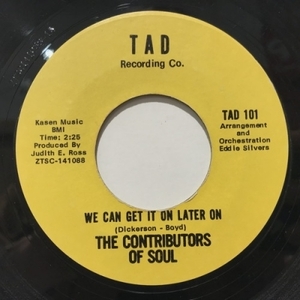 TAD
Recording Co.
Kasen Music
BMI
Time: 2:25
Produced By
Judith E. Ross
ZTSC-141088
TAD 101
Arrangement
and
Orchestration
Eddie Silvers
WE CAN GET IT ON LATER ON
(Dickerson - Boyd)
THE CONTRIBUTORS
OF SOUL